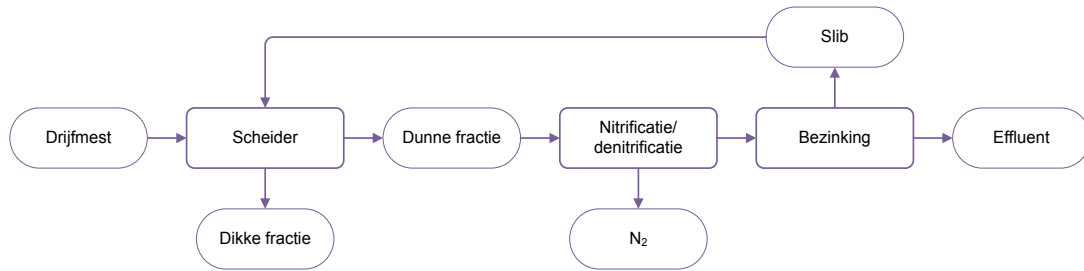 Slib
Drijfmest
Scheider
Dunne fractie
Nitrificatie/
denitrificatie
Bezinking
Effluent
Dikke fractie
N₂